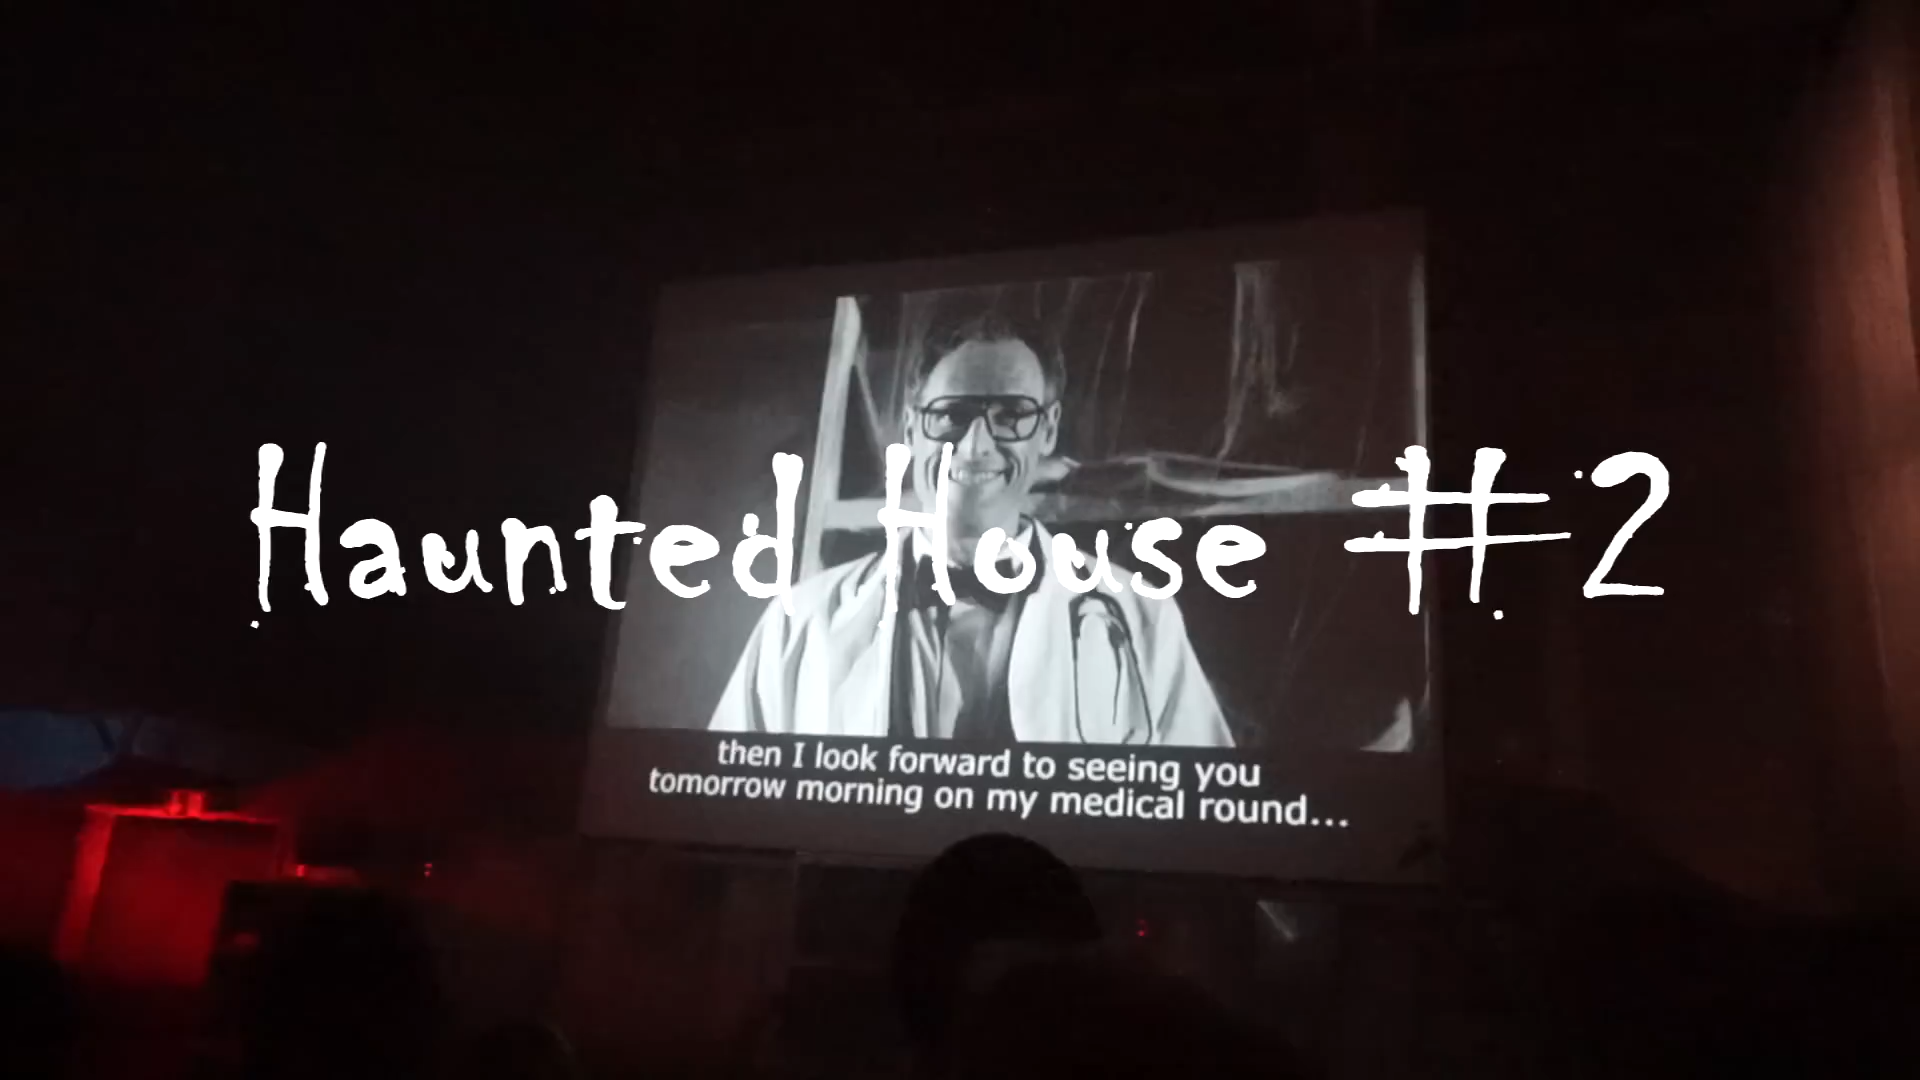 Haunted House #2
then I look forward to seeing you
tomorrow morning on my medical round...